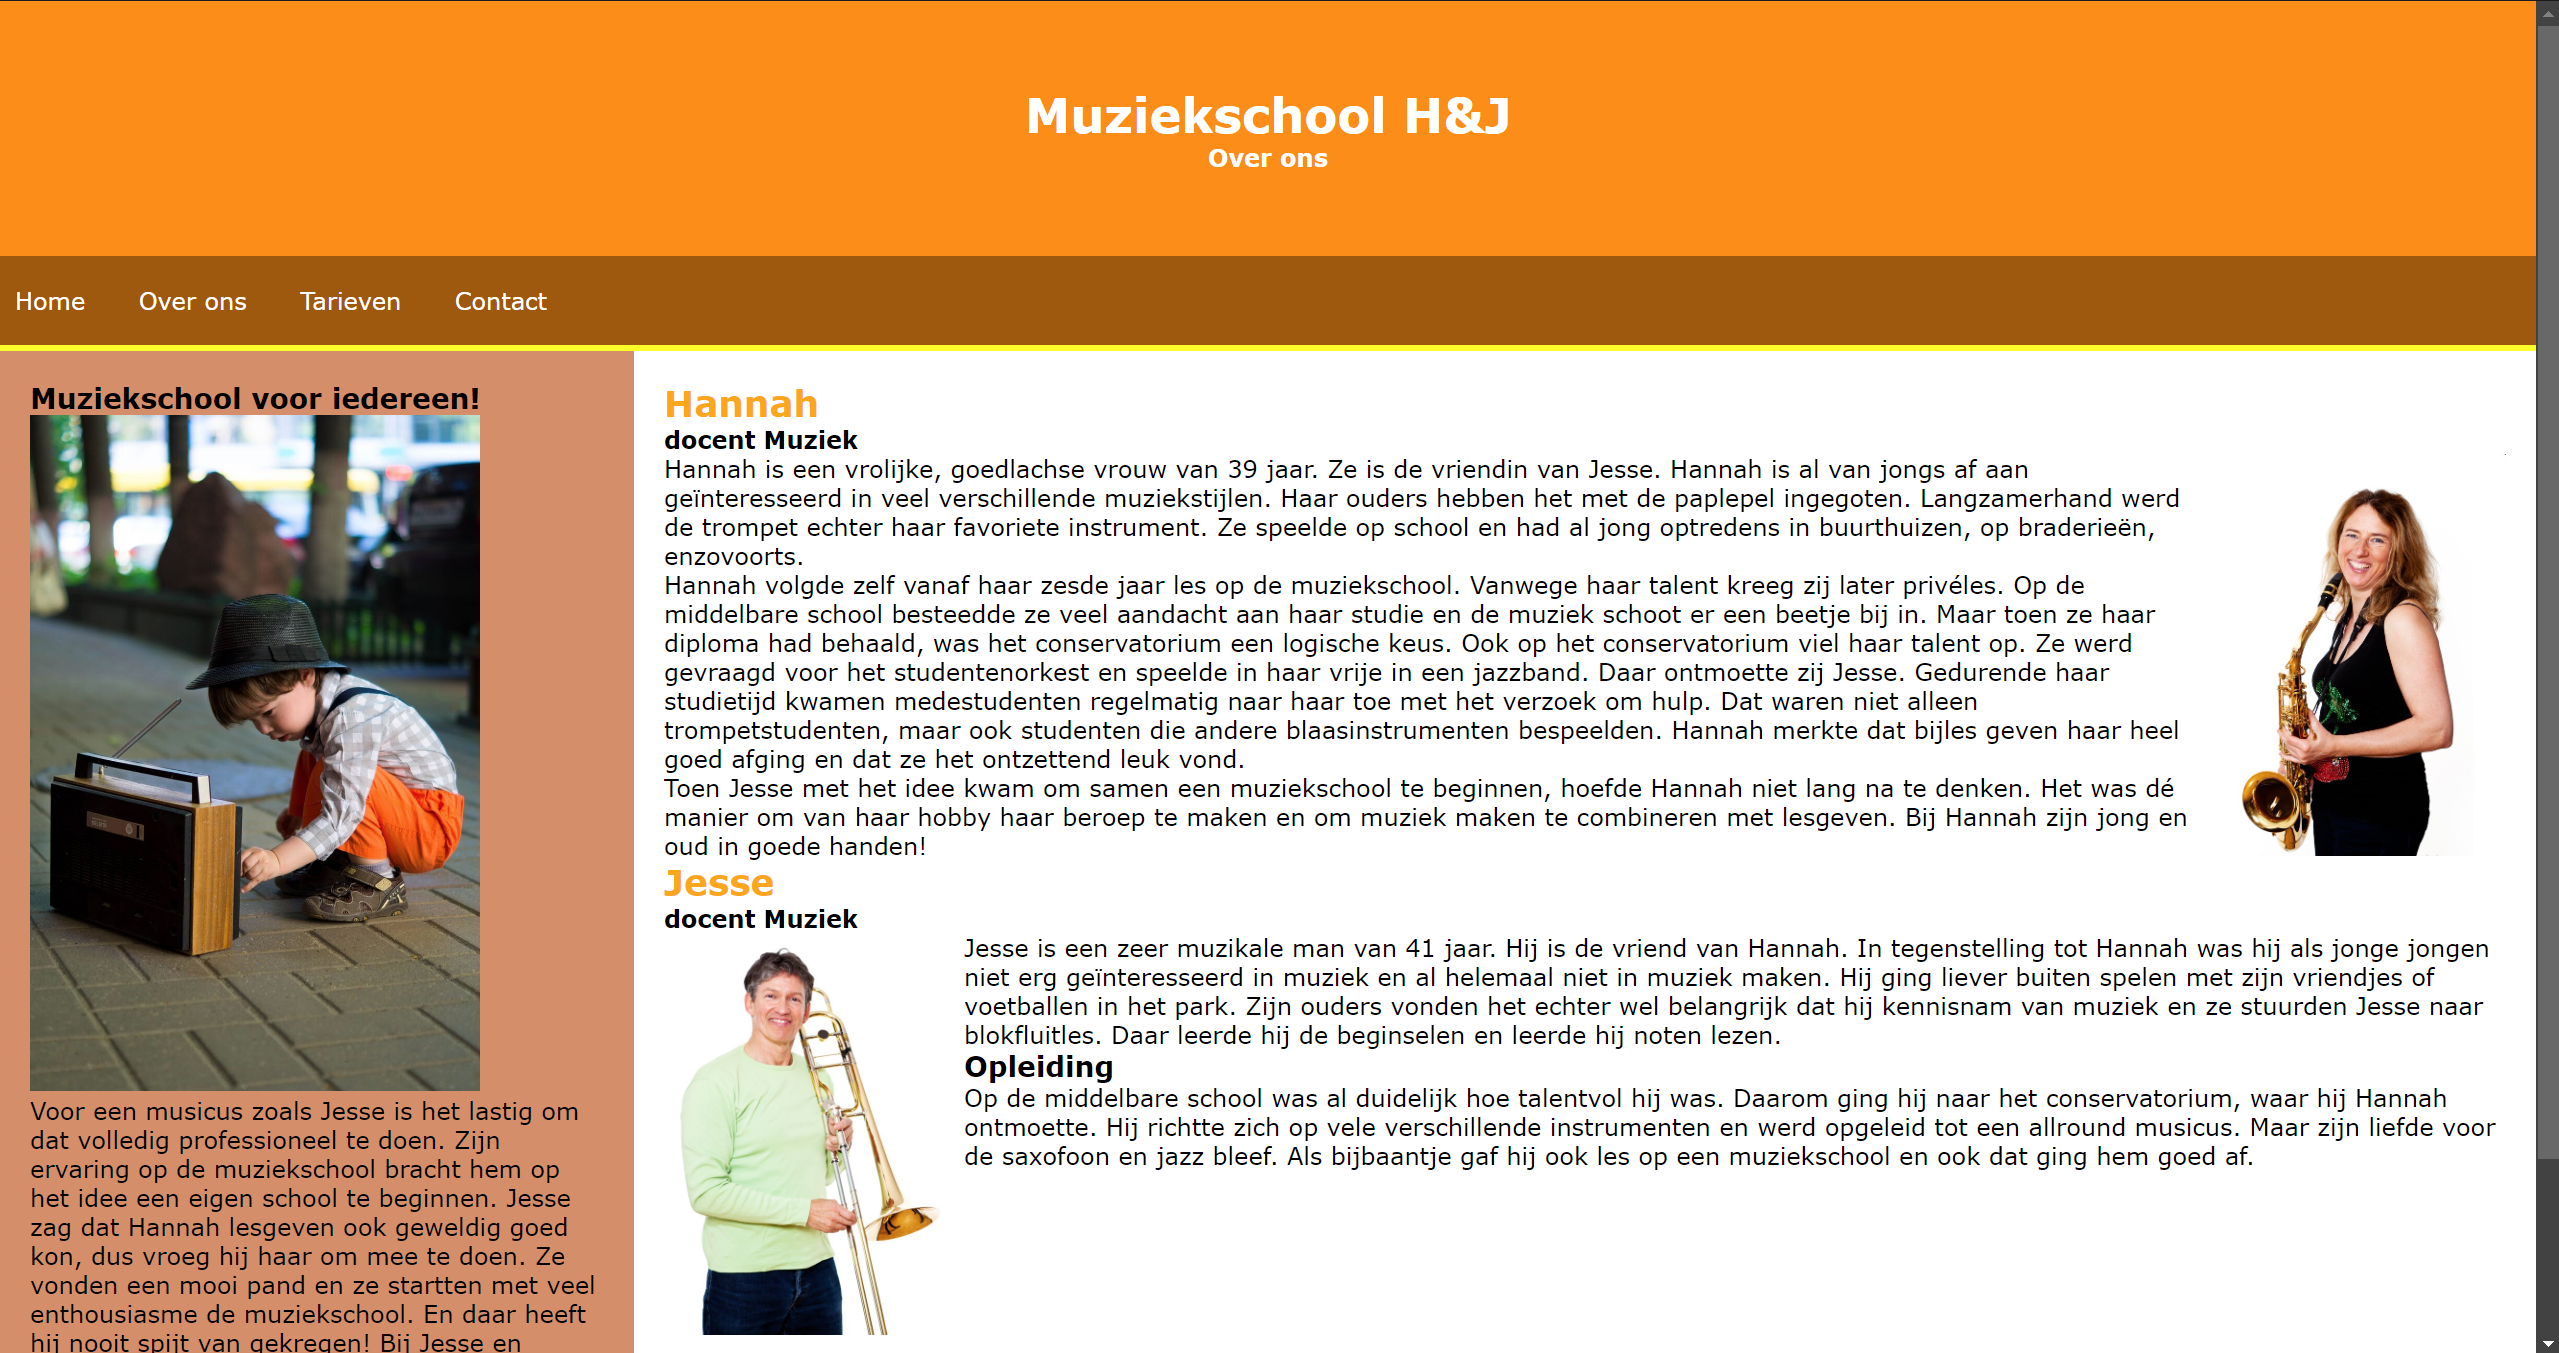 Muziekschool H&J
Over ons
Home Over ons Tarieven Contact
Muziekschool voor iedereen!
Voor een musicus zoals Jesse is het lastig om
dat volledig professioneel te doen. Zijn
ervaring op de muziekschool bracht hem op
het idee een eigen school te beginnen. Jesse
zag dat Hannah lesgeven ook geweldig goed
kon, dus vroeg hij haar om mee te doen. Ze
vonden een mooi pand en ze startten met veel
enthousiasme de muziekschool. En daar heeft
hij nooit spijt van gekregen! Bij Jesse en
Hannah
docent Muziek
Hannah is een vrolijke, goedlachse vrouw van 39 jaar. Ze is de vriendin van Jesse. Hannah is al van jongs af aan
geïnteresseerd in veel verschillende muziekstijlen. Haar ouders hebben het met de paplepel ingegoten. Langzamerhand werd
de trompet echter haar favoriete instrument. Ze speelde op school en had al jong optredens in buurthuizen, op braderieën,
enzovoorts.
Hannah volgde zelf vanaf haar zesde jaar les op de muziekschool. Vanwege haar talent kreeg zij later privéles. Op de
middelbare school besteedde ze veel aandacht aan haar studie en de muziek schoot er een beetje bij in. Maar toen ze haar
diploma had behaald, was het conservatorium een logische keus. Ook op het conservatorium viel haar talent op. Ze werd
gevraagd voor het studentenorkest en speelde in haar vrije in een jazzband. Daar ontmoette zij Jesse. Gedurende haar
studietijd kwamen medestudenten regelmatig naar haar toe met het verzoek om hulp. Dat waren niet alleen
trompetstudenten, maar ook studenten die andere blaasinstrumenten bespeelden. Hannah merkte dat bijles geven haar heel
goed afging en dat ze het ontzettend leuk vond.
Toen Jesse met het idee kwam om samen een muziekschool te beginnen, hoefde Hannah niet lang na te denken. Het was dé
manier om van haar hobby haar beroep te maken en om muziek maken te combineren met lesgeven. Bij Hannah zijn jong en
oud in goede handen!
Jesse
docent Muziek
Jesse is een zeer muzikale man van 41 jaar. Hij is de vriend van Hannah. In tegenstelling tot Hannah was hij als jonge jongen
niet erg geïnteresseerd in muziek en al helemaal niet in muziek maken. Hij ging liever buiten spelen met zijn vriendjes of
voetballen in het park. Zijn ouders vonden het echter wel belangrijk dat hij kennisnam van muziek en ze stuurden Jesse naar
blokfluitles. Daar leerde hij de beginselen en leerde hij noten lezen.
Opleiding
Op de middelbare school was al duidelijk hoe talentvol hij was. Daarom ging hij naar het conservatorium, waar hij Hannah
ontmoette. Hij richtte zich op vele verschillende instrumenten en werd opgeleid tot een allround musicus. Maar zijn liefde voor
de saxofoon en jazz bleef. Als bijbaantje gaf hij ook les op een muziekschool en ook dat ging hem goed af.